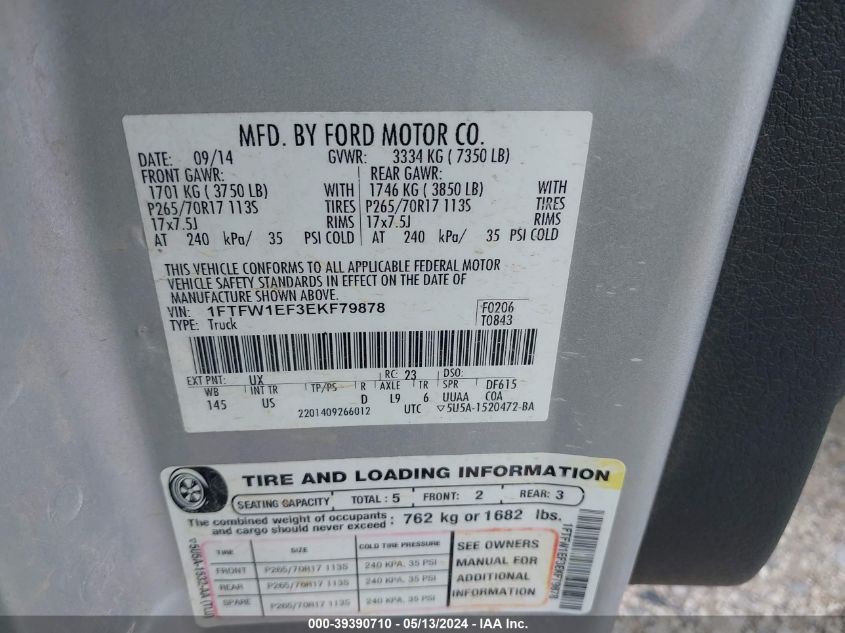 MFD. BY FORD MOTOR CO.
DATE: 09/14 GVWR: 3334 KG ( 7350 LB)
FRONT GAWR: REAR GAWR:
1701 KG ( 3750 LB) WITH 1746 KG ( 3850 LB) WITH
P265/70R17 113S TIRES P265/70R17 113S TIRES
17x7.5J RIMS 17x7.5J RIMS
AT 240 kPa/ 35 PSI COLD AT 240 kPa/ 35 PSI COLD
THIS VEHICLE CONFORMS TO ALL APPLICABLE FEDERAL MOTOR
VEHICLE SAFETY STANDARDS IN EFFECT ON THE DATE OF
MANUFACTURE SHOWN ABOVE.
VIN: 1FTFW1EF3EKF79878 F0206
TYPE: Truck T0843
EXT PNT: UX RC: 23 DSO:
WB INT TR TP/PS R AXLE TR SPR DF615
145 US D L9 6 UUAA COA
2201409266012 UTC ▽5U5A-1520472-BA
TIRE AND LOADING INFORMATION
SEATING CAPACITY TOTAL : 5 FRONT: 2 REAR: 3
The combined weight of occupants and cargo should never exceed : 762 kg or 1682 lbs.
TIRE SIZE COLD TIRE PRESSURE
FRONT P265/70R17 113S 240 KPA, 35 PSI
REAR P265/70R17 113S 240 KPA, 35 PSI
SPARE P265/70R17 113S 240 KPA, 35 PSI
SEE OWNERS
MANUAL FOR
ADDITIONAL
INFORMATION
1FTFW1EF3EKF79878
000-39390710 - 05/13/2024 - IAA Inc.